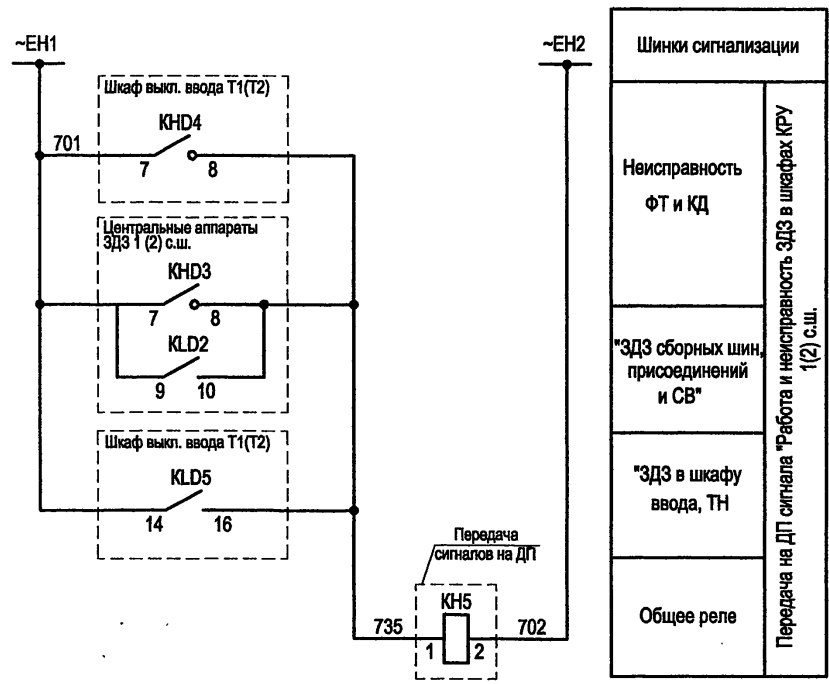 ~EH1
~EH2
Шкаф выкл. ввода Т1(Т2)
KHD4
701
7
8
Центральные аппараты
ЗДЗ 1 (2) с.ш.
KHD3
7
8
KLD2
9
10
Шкаф выкл. ввода Т1(Т2)
KLD5
14
16
Передача
сигналов на ДП
KH5
735
1
2
702
Шинки сигнализации
Неисправность
ФТ и КД
"ЗДЗ сборных шин,
присоединений
и СВ"
"ЗДЗ в шкафу
ввода, ТН
Общее реле
Передача на ДП сигнала "Работа и неисправность ЗДЗ в шкафах КРУ
1(2) с.ш.